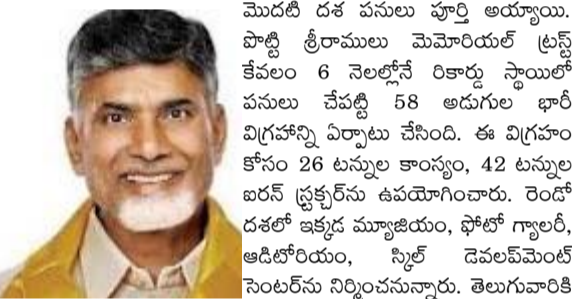 మొదటి దశ పనులు పూర్తి అయ్యాయి.
పొట్టి శ్రీరాములు మెమోరియల్ ట్రస్ట్
కేవలం 6 నెలల్లోనే రికార్డు స్థాయిలో
పనులు చేపట్టి 58 అడుగుల భారీ
విగ్రహాన్ని ఏర్పాటు చేసింది. ఈ విగ్రహం
కోసం 26 టన్నుల కాంస్యం, 42 టన్నుల
ఐరన్ స్ట్రక్చర్‌ను ఉపయోగించారు. రెండో
దశలో ఇక్కడ మ్యూజియం, ఫోటో గ్యాలరీ,
ఆడిటోరియం, స్కిల్ డెవలప్‌మెంట్
సెంటర్‌ను నిర్మించనున్నారు. తెలుగువారికి